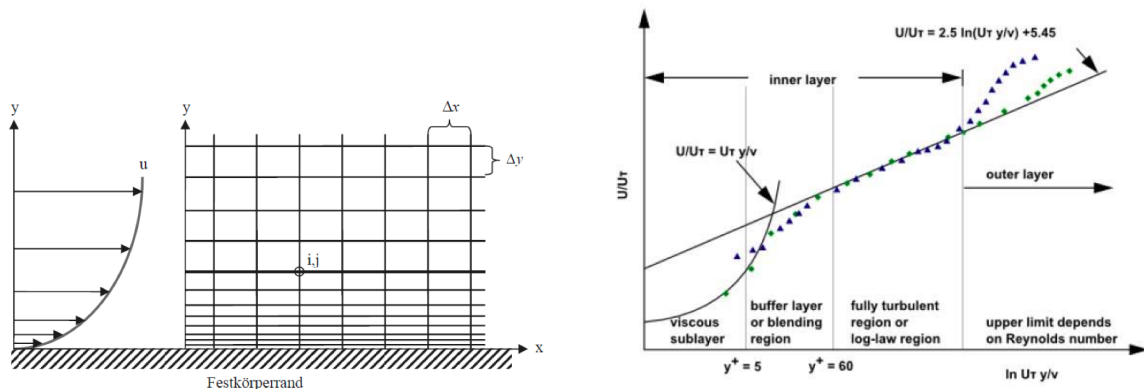 y
u
y
Δx
Δy
i,j
x
Festkörperrand
U/Uτ = 2.5 ln(Uτ y/ν) +5.45
inner layer
U/Uτ = Uτ y/ν
outer layer
U/Uτ
viscous
sublayer
buffer layer
or blending
region
fully turbulent
region or
log-law region
upper limit depends
on Reynolds number
y+ = 5
y+ = 60
ln Uτ y/ν